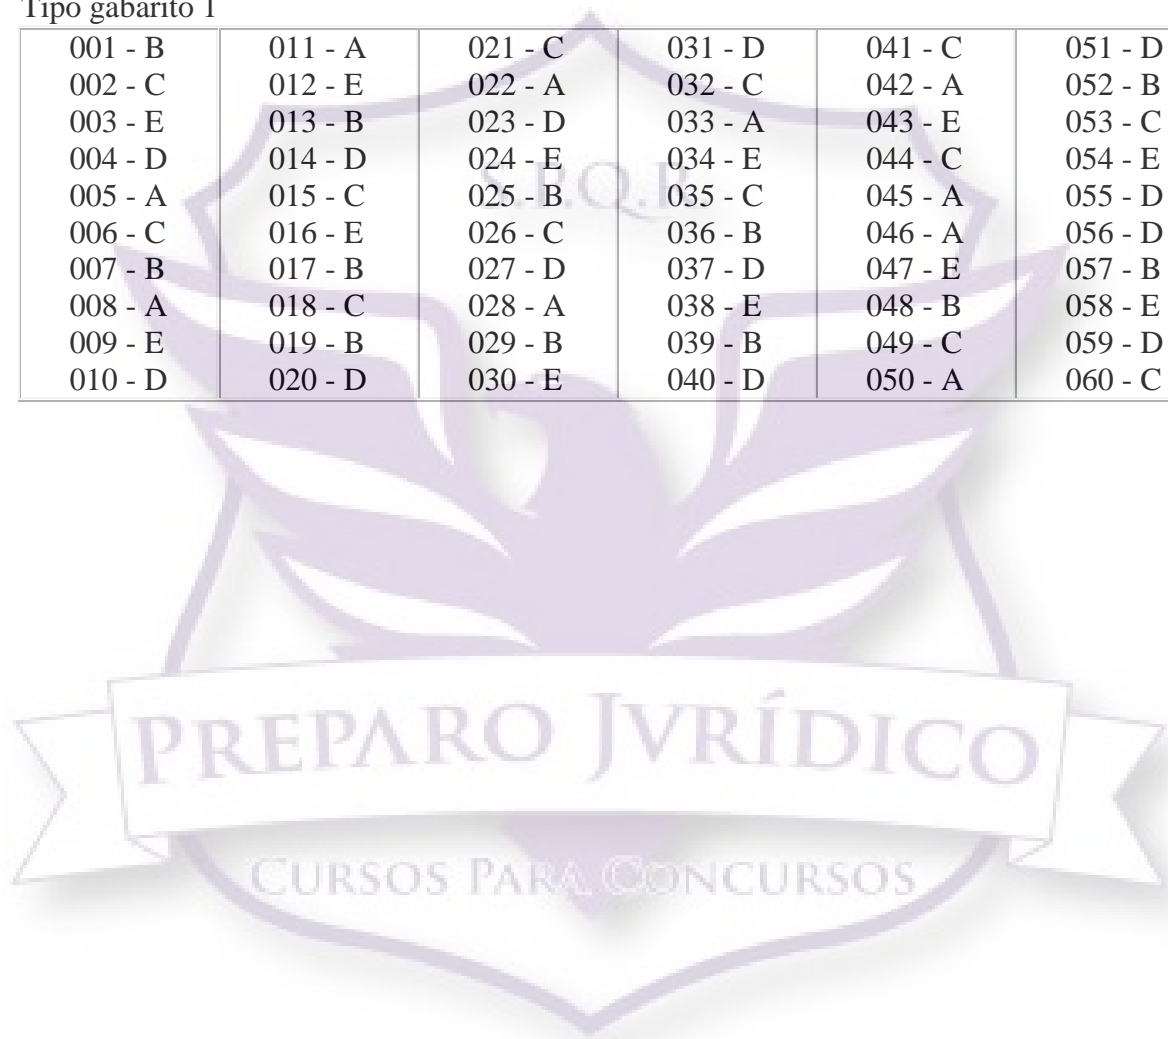 Tipo gabarito 1
001 - B 011 - A 021 - C 031 - D 041 - C 051 - D
002 - C 012 - E 022 - A 032 - C 042 - A 052 - B
003 - E 013 - B 023 - D 033 - A 043 - E 053 - C
004 - D 014 - D 024 - E 034 - E 044 - C 054 - E
005 - A 015 - C 025 - B 035 - C 045 - A 055 - D
006 - C 016 - E 026 - C 036 - B 046 - A 056 - D
007 - B 017 - B 027 - D 037 - D 047 - E 057 - B
008 - A 018 - C 028 - A 038 - E 048 - B 058 - E
009 - E 019 - B 029 - B 039 - B 049 - C 059 - D
010 - D 020 - D 030 - E 040 - D 050 - A 060 - C
S.P.Q.R
PREPARO JVRÍDICO
CURSOS PARA CONCURSOS